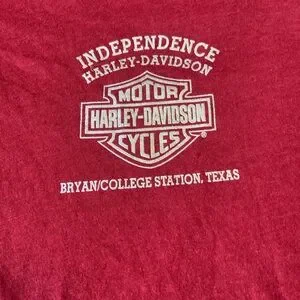 INDEPENDENCE
HARLEY-DAVIDSON
MOTOR
HARLEY-DAVIDSON
CYCLES®
BRYAN/COLLEGE STATION, TEXAS